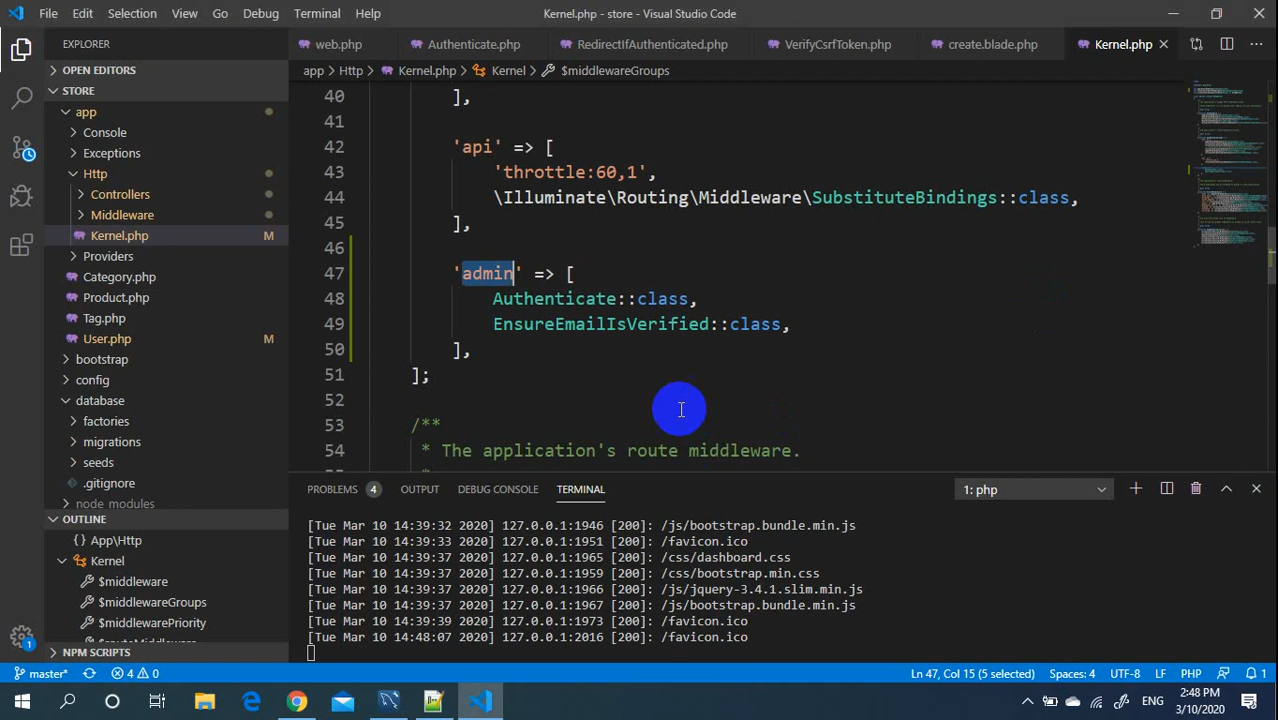 File Edit Selection View Go Debug Terminal Help
Kernel.php - store - Visual Studio Code
EXPLORER
web.php Authenticate.php RedirectIfAuthenticated.php VerifyCsrfToken.php create.blade.php Kernel.php
app > Http > Kernel.php > Kernel > $middlewareGroups
OPEN EDITORS
STORE
app
Console
Exceptions
Http
Controllers
Middleware
Kernel.php M
Providers
Category.php
Product.php
Tag.php
User.php M
bootstrap
config
database
factories
migrations
seeds
.gitignore
node_modules
OUTLINE
{} App\Http
Kernel
$middleware
$middlewareGroups
$middlewarePriority
$routeMiddleware
NPM SCRIPTS
40 ],
41
42 'api' => [
43 'throttle:60,1',
44 \Illuminate\Routing\Middleware\SubstituteBindings::class,
45 ],
46
47 'admin' => [
48 Authenticate::class,
49 EnsureEmailIsVerified::class,
50 ],
51 ];
52
53 /**
54 * The application's route middleware.
PROBLEMS 4 OUTPUT DEBUG CONSOLE TERMINAL 1: php
[Tue Mar 10 14:39:32 2020] 127.0.0.1:1946 [200]: /js/bootstrap.bundle.min.js
[Tue Mar 10 14:39:33 2020] 127.0.0.1:1951 [200]: /favicon.ico
[Tue Mar 10 14:39:37 2020] 127.0.0.1:1965 [200]: /css/dashboard.css
[Tue Mar 10 14:39:37 2020] 127.0.0.1:1959 [200]: /css/bootstrap.min.css
[Tue Mar 10 14:39:37 2020] 127.0.0.1:1966 [200]: /js/jquery-3.4.1.slim.min.js
[Tue Mar 10 14:39:37 2020] 127.0.0.1:1967 [200]: /js/bootstrap.bundle.min.js
[Tue Mar 10 14:39:39 2020] 127.0.0.1:1973 [200]: /favicon.ico
[Tue Mar 10 14:48:07 2020] 127.0.0.1:2016 [200]: /favicon.ico
master* 4 0 Ln 47, Col 15 (5 selected) Spaces: 4 UTF-8 LF PHP 1
ENG 2:48 PM
3/10/2020